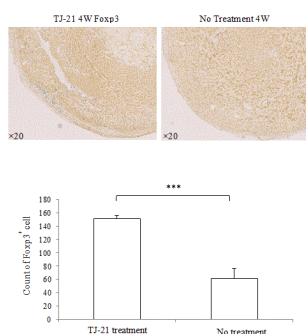 TJ-21 4W Foxp3
No Treatment 4W
×20
×20
***
Count of Foxp3+ cell
180
160
140
120
100
80
60
40
20
0
TJ-21 treatment
No treatment